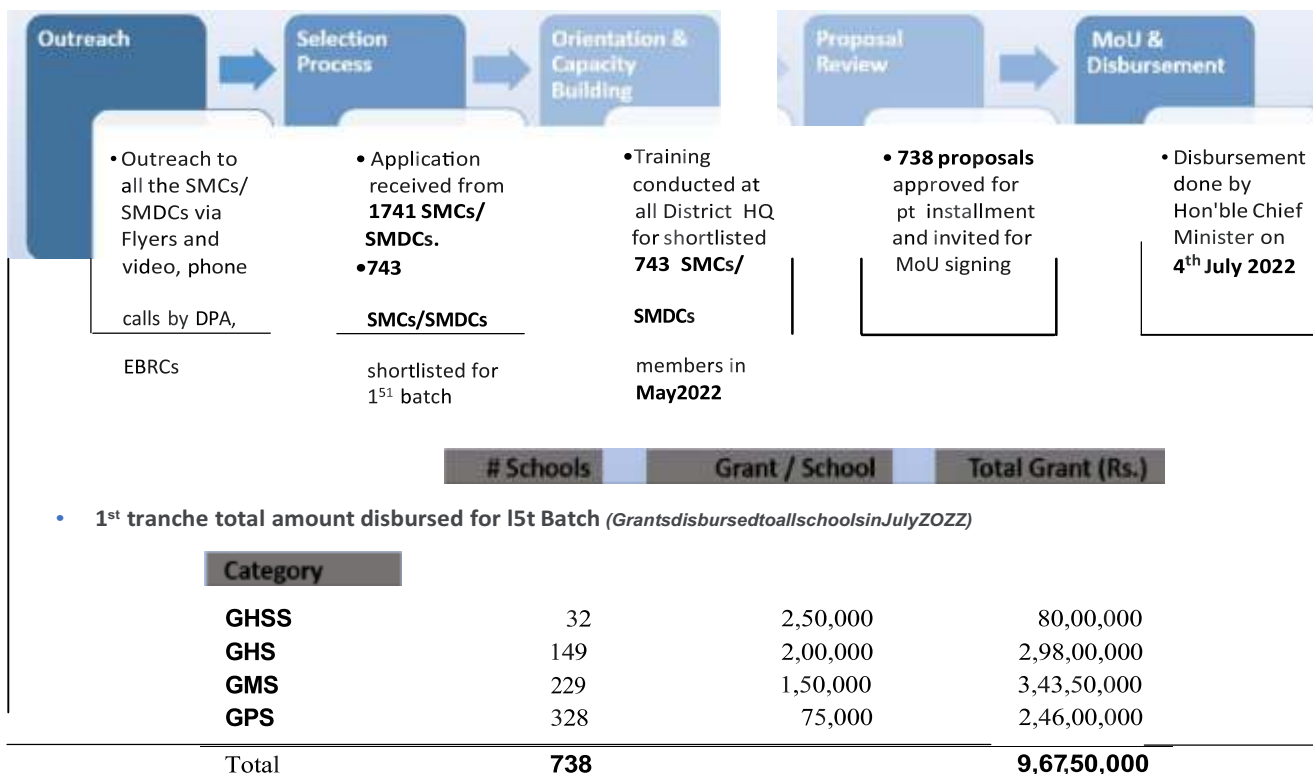 Outreach
Selection
Process
Orientation &
Capacity
Building
Proposal
Review
MoU &
Disbursement
• Outreach to
all the SMCs/
SMDCs via
Flyers and
video, phone
calls by DPA,
EBRCs
• Application
received from
1741 SMCs/
SMDCs.
•743
SMCs/SMDCs
shortlisted for
1⁵¹ batch
•Training
conducted at
all District HQ
for shortlisted
743 SMCs/
SMDCs
members in
May2022
• 738 proposals
approved for
pt installment
and invited for
MoU signing
• Disbursement
done by
Hon'ble Chief
Minister on
4th July 2022
# Schools Grant / School Total Grant (Rs.)
• 1st tranche total amount disbursed for l5t Batch (GrantsdisbursedtoallschoolsinJulyZOZZ)
Category
GHSS 32 2,50,000 80,00,000
GHS 149 2,00,000 2,98,00,000
GMS 229 1,50,000 3,43,50,000
GPS 328 75,000 2,46,00,000
Total 738 9,67,50,000